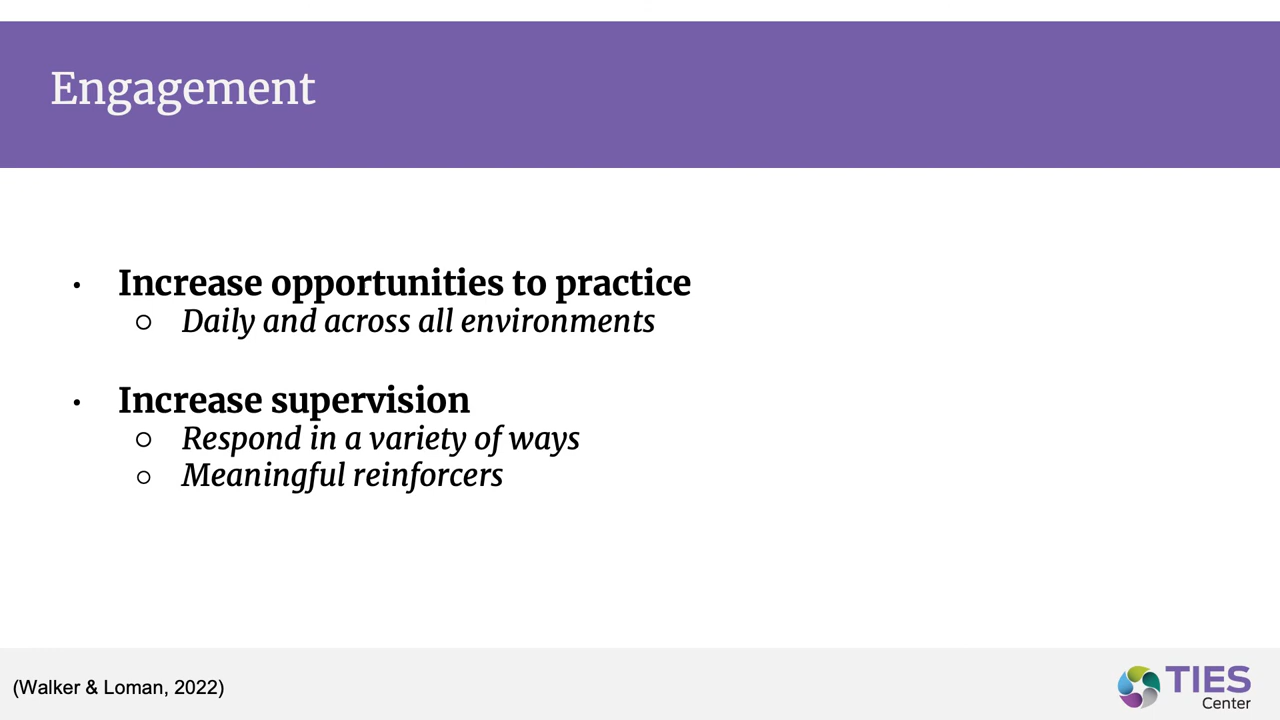 Engagement
• Increase opportunities to practice
○ Daily and across all environments
• Increase supervision
○ Respond in a variety of ways
○ Meaningful reinforcers
(Walker & Loman, 2022)
TIES
Center